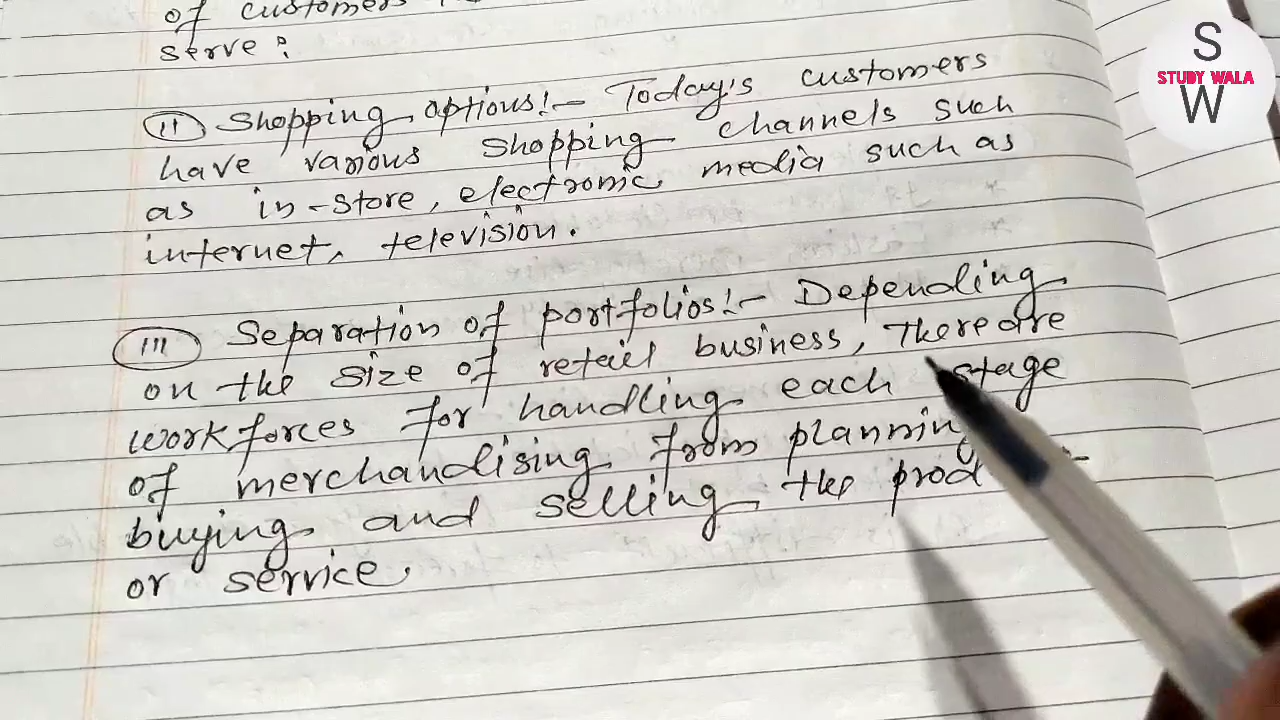 of customers
serve?
(ii) Shopping options:- Today's customers
have various shopping channels such
as in-store, electronic media such as
internet, television.
(iii) Separation of portfolios:- Depending
on the size of retail business, There are
workforces for handling each stage
of merchandising from planning
buying and selling the prod
or service.
S
STUDY WALA
W